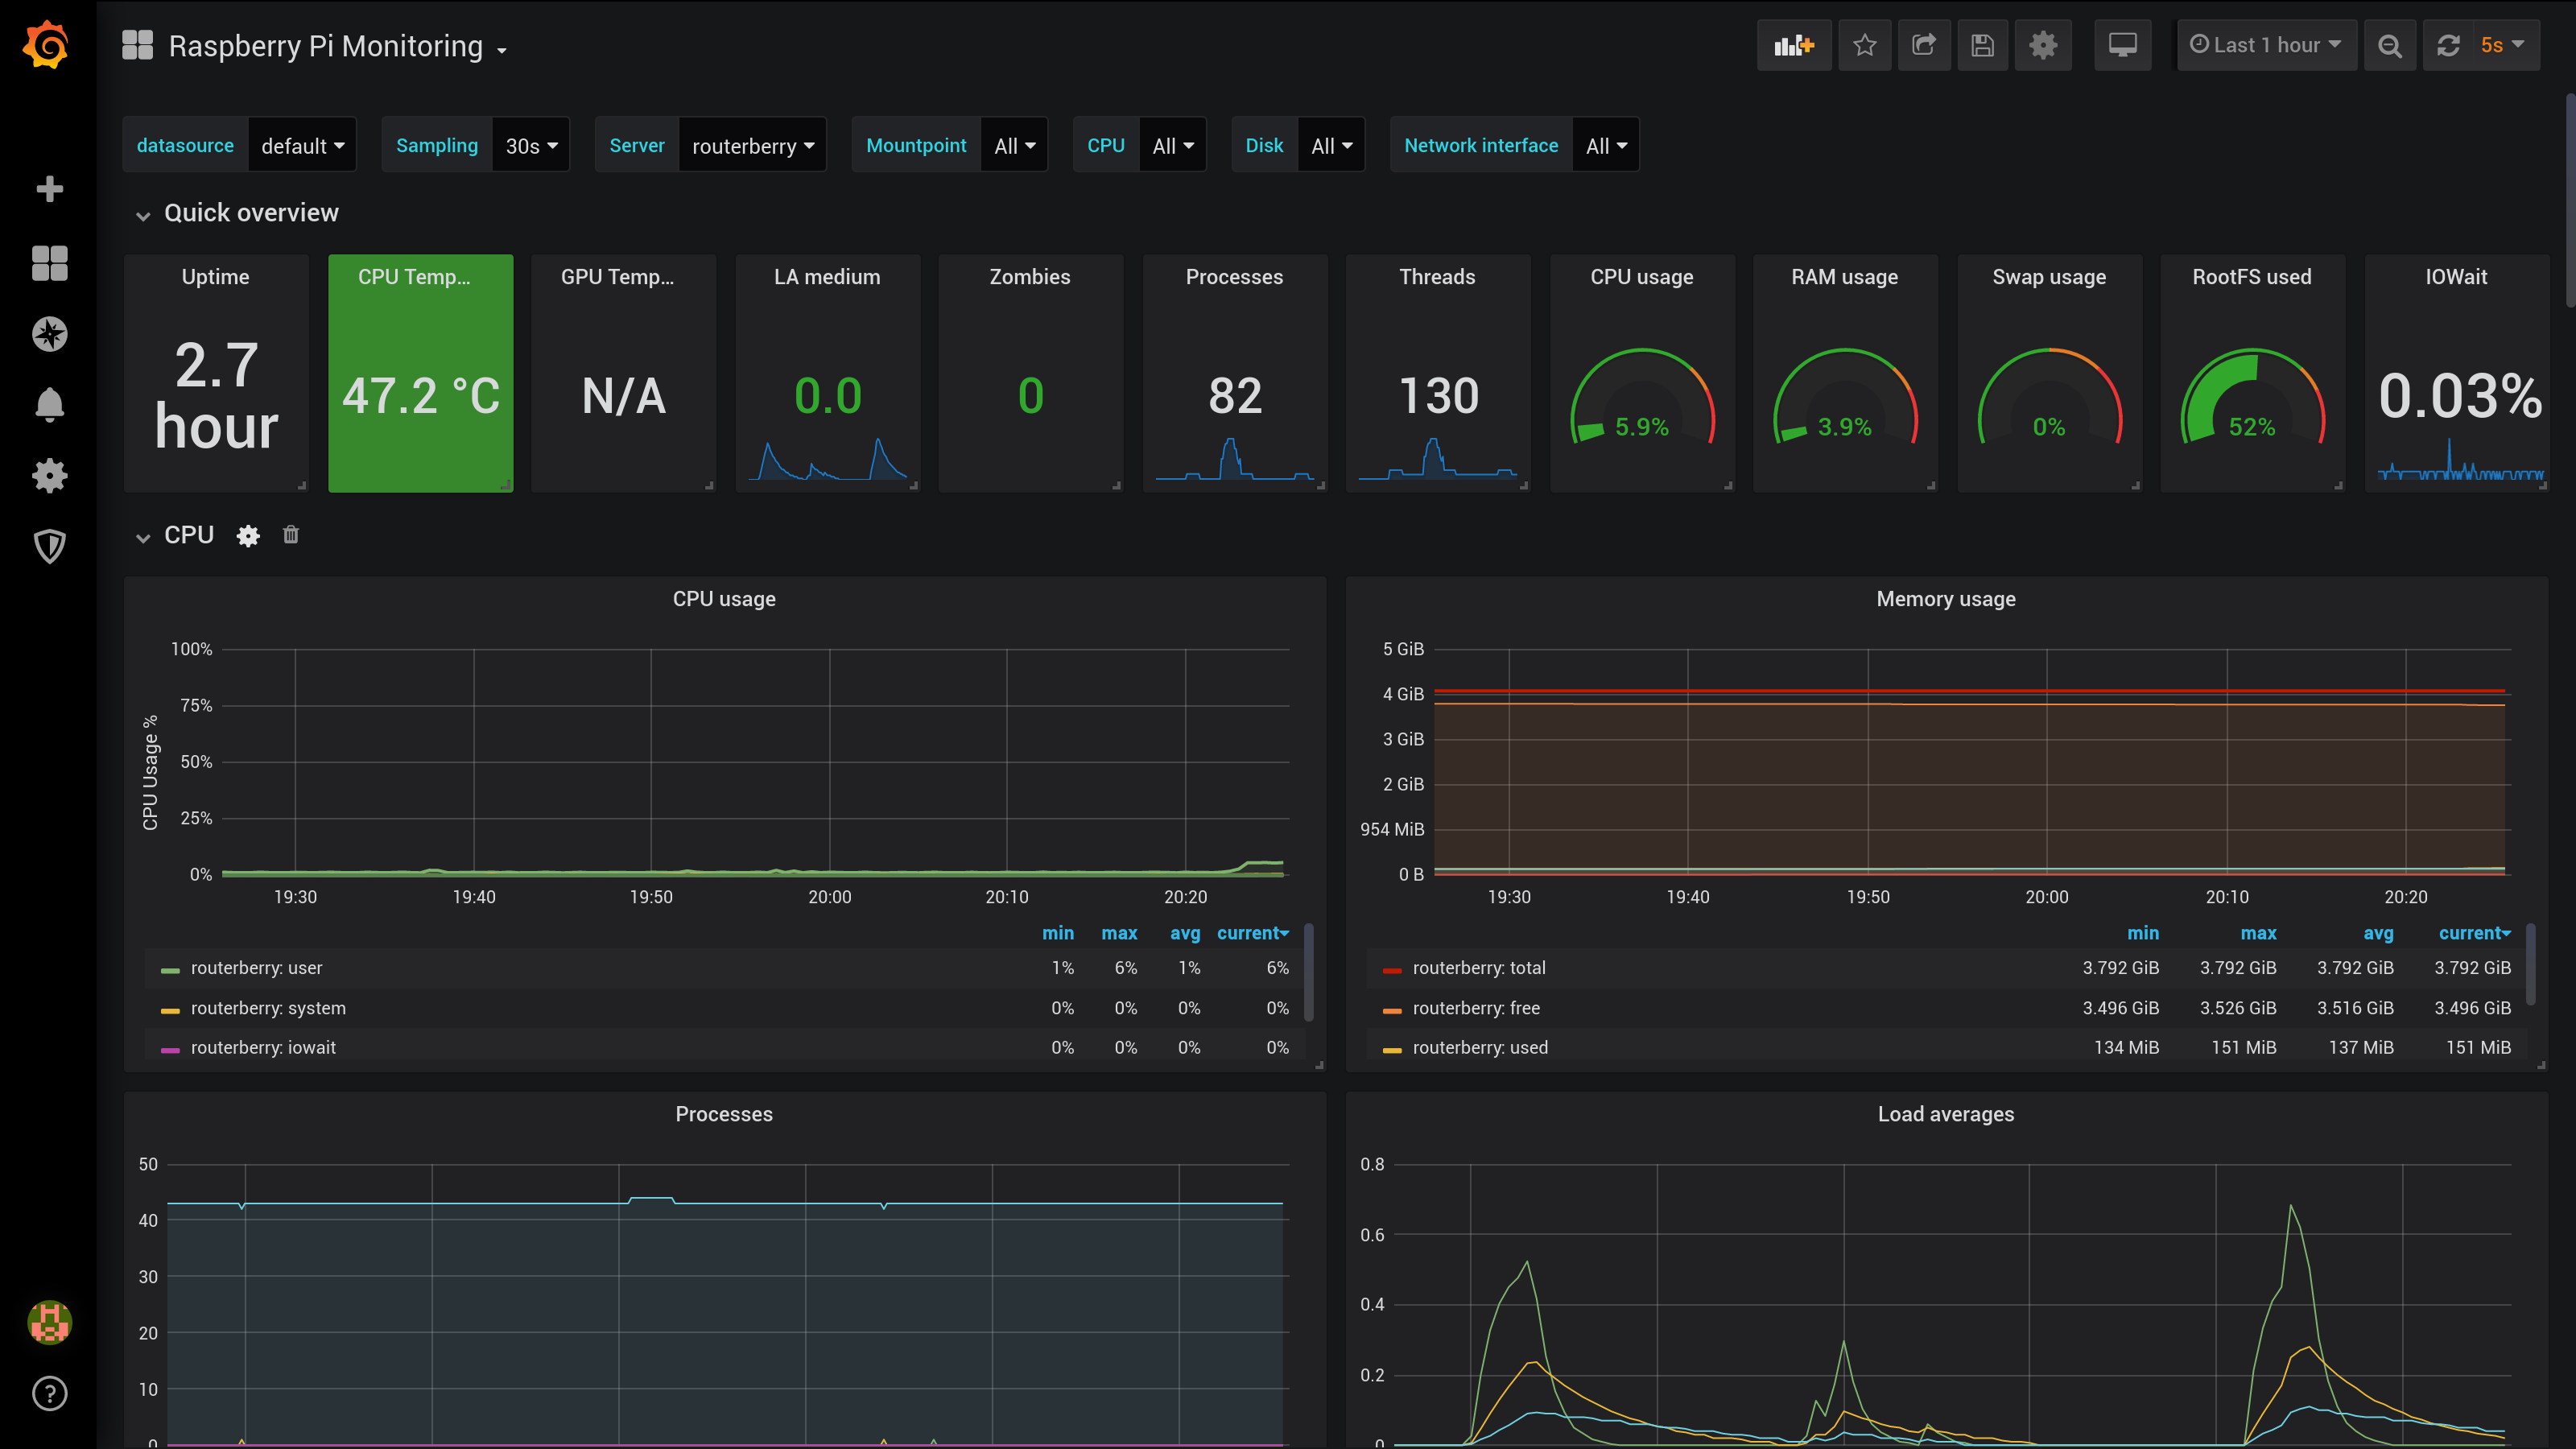 Raspberry Pi Monitoring
Last 1 hour
5s
datasource default
Sampling 30s
Server routerberry
Mountpoint All
CPU All
Disk All
Network interface All
Quick overview
Uptime
2.7
hour
CPU Temp...
47.2 °C
GPU Temp...
N/A
LA medium
0.0
Zombies
0
Processes
82
Threads
130
CPU usage
5.9%
RAM usage
3.9%
Swap usage
0%
RootFS used
52%
IOWait
0.03%
CPU
CPU usage
CPU Usage %
100%
75%
50%
25%
0%
19:30 19:40 19:50 20:00 20:10 20:20
min max avg current
routerberry: user 1% 6% 1% 6%
routerberry: system 0% 0% 0% 0%
routerberry: iowait 0% 0% 0% 0%
Memory usage
5 GiB
4 GiB
3 GiB
2 GiB
954 MiB
0 B
19:30 19:40 19:50 20:00 20:10 20:20
min max avg current
routerberry: total 3.792 GiB 3.792 GiB 3.792 GiB 3.792 GiB
routerberry: free 3.496 GiB 3.526 GiB 3.516 GiB 3.496 GiB
routerberry: used 134 MiB 151 MiB 137 MiB 151 MiB
Processes
50
40
30
20
10
0
Load averages
0.8
0.6
0.4
0.2
0
?